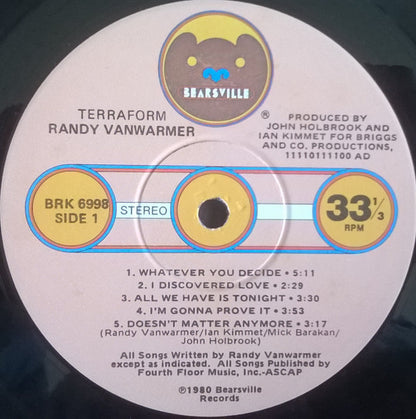 BEARSVILLE
TERRAFORM
RANDY VANWARMER
®
PRODUCED BY
JOHN HOLBROOK AND
IAN KIMMET FOR BRIGGS
AND CO. PRODUCTIONS,
11110111100 AD
BRK 6998
SIDE 1
STEREO
33 1/3
RPM
1. WHATEVER YOU DECIDE • 5:11
2. I DISCOVERED LOVE • 2:29
3. ALL WE HAVE IS TONIGHT • 3:30
4. I'M GONNA PROVE IT • 3:53
5. DOESN'T MATTER ANYMORE • 3:17
(Randy Vanwarmer/Ian Kimmet/Mick Barakan/
John Holbrook)
All Songs Written by Randy Vanwarmer
except as indicated. All Songs Published by
Fourth Floor Music, Inc.-ASCAP
℗1980 Bearsville
Records